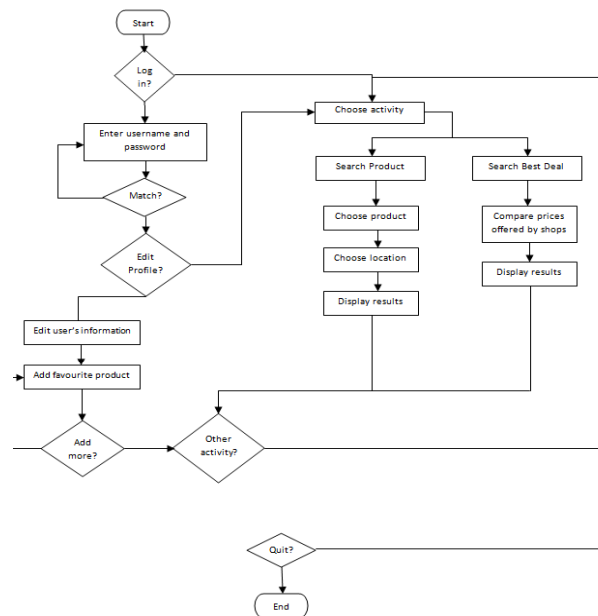 Start
Log
in?
Enter username and
password
Match?
Edit
Profile?
Edit user's information
Add favourite product
Add
more?
Choose activity
Search Product
Choose product
Choose location
Display results
Search Best Deal
Compare prices
offered by shops
Display results
Other
activity?
Quit?
End